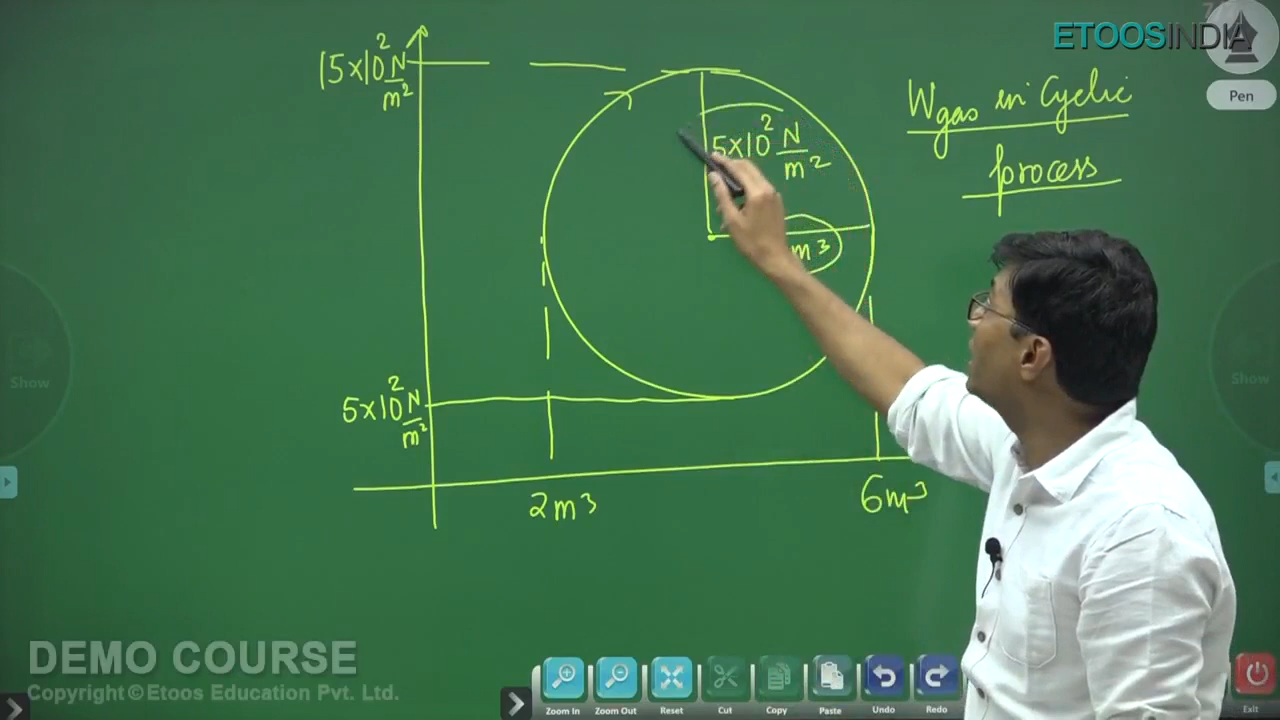 ETOOSINDIA
Pen
15×10² N/m²
Wgas in Cyclic
process
5×10² N/m²
m³
Show
Show
5×10² N/m²
2m³
6m³
DEMO COURSE
Copyright © Etoos Education Pvt. Ltd.
Zoom In
Zoom Out
Reset
Cut
Copy
Paste
Undo
Redo
Exit